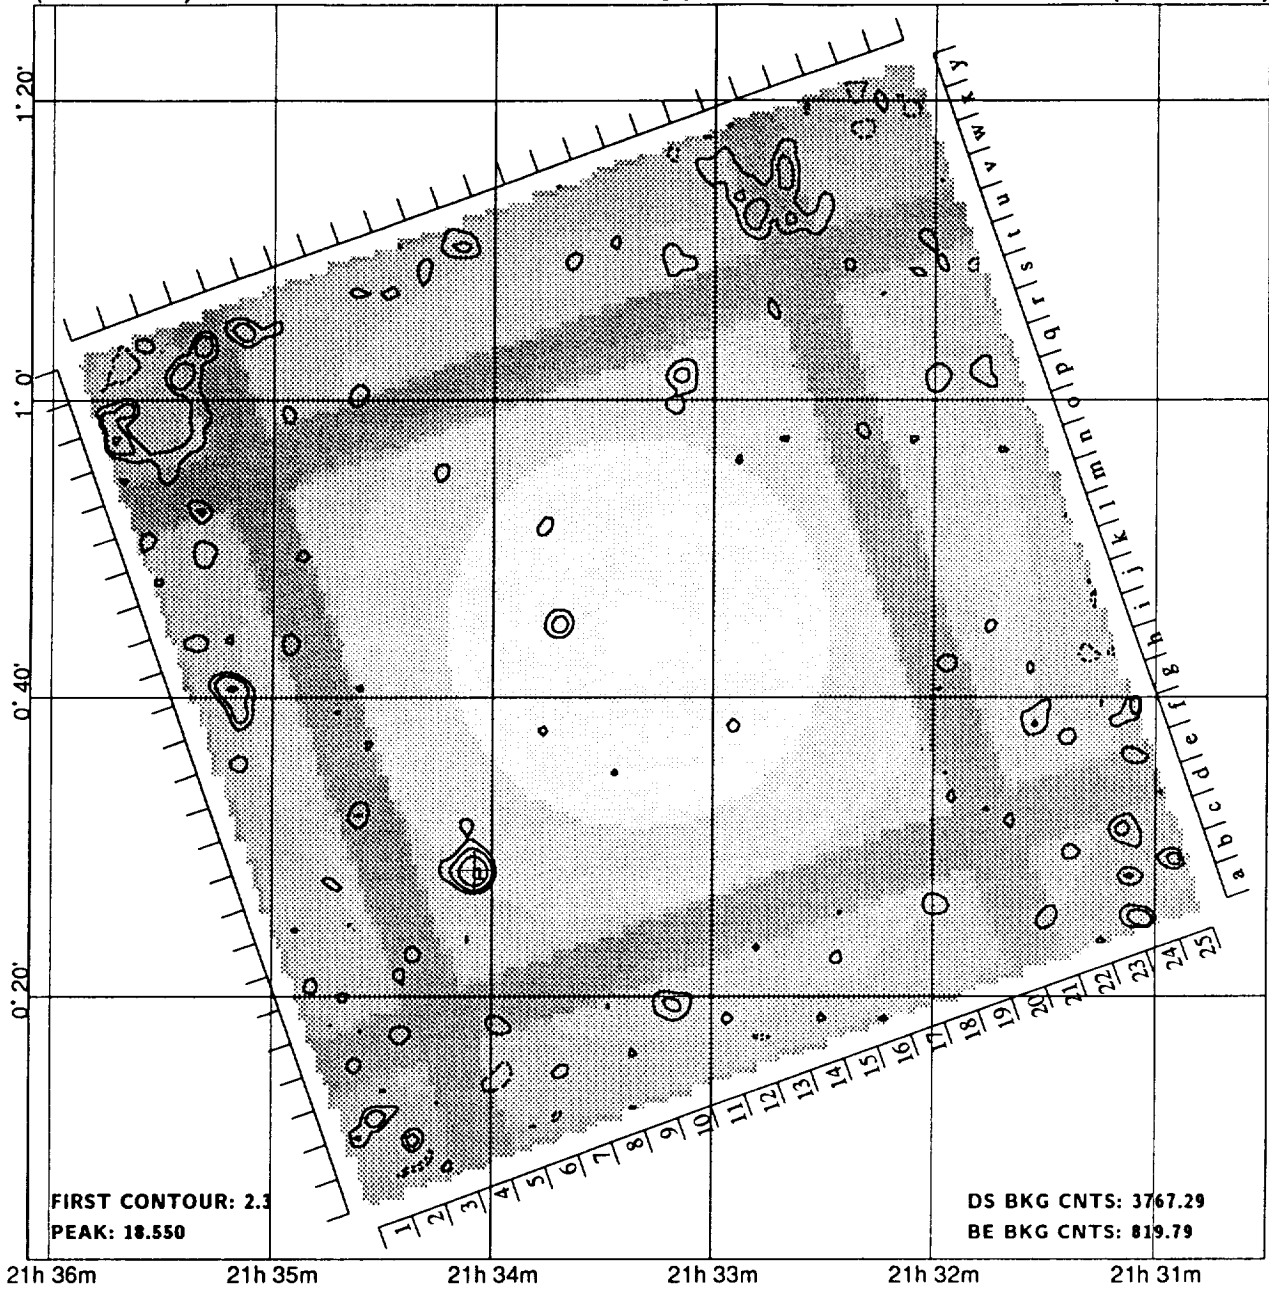 1° 20'
1° 0'
0° 40'
0° 20'
y
x
w
v
u
t
s
r
q
p
o
n
m
l
k
j
i
h
g
f
e
d
c
b
a
1
2
3
4
5
6
7
8
9
10
11
12
13
14
15
16
17
18
19
20
21
22
23
24
25
FIRST CONTOUR: 2.3
PEAK: 18.550
DS BKG CNTS: 3767.29
BE BKG CNTS: 819.79
21h 36m
21h 35m
21h 34m
21h 33m
21h 32m
21h 31m